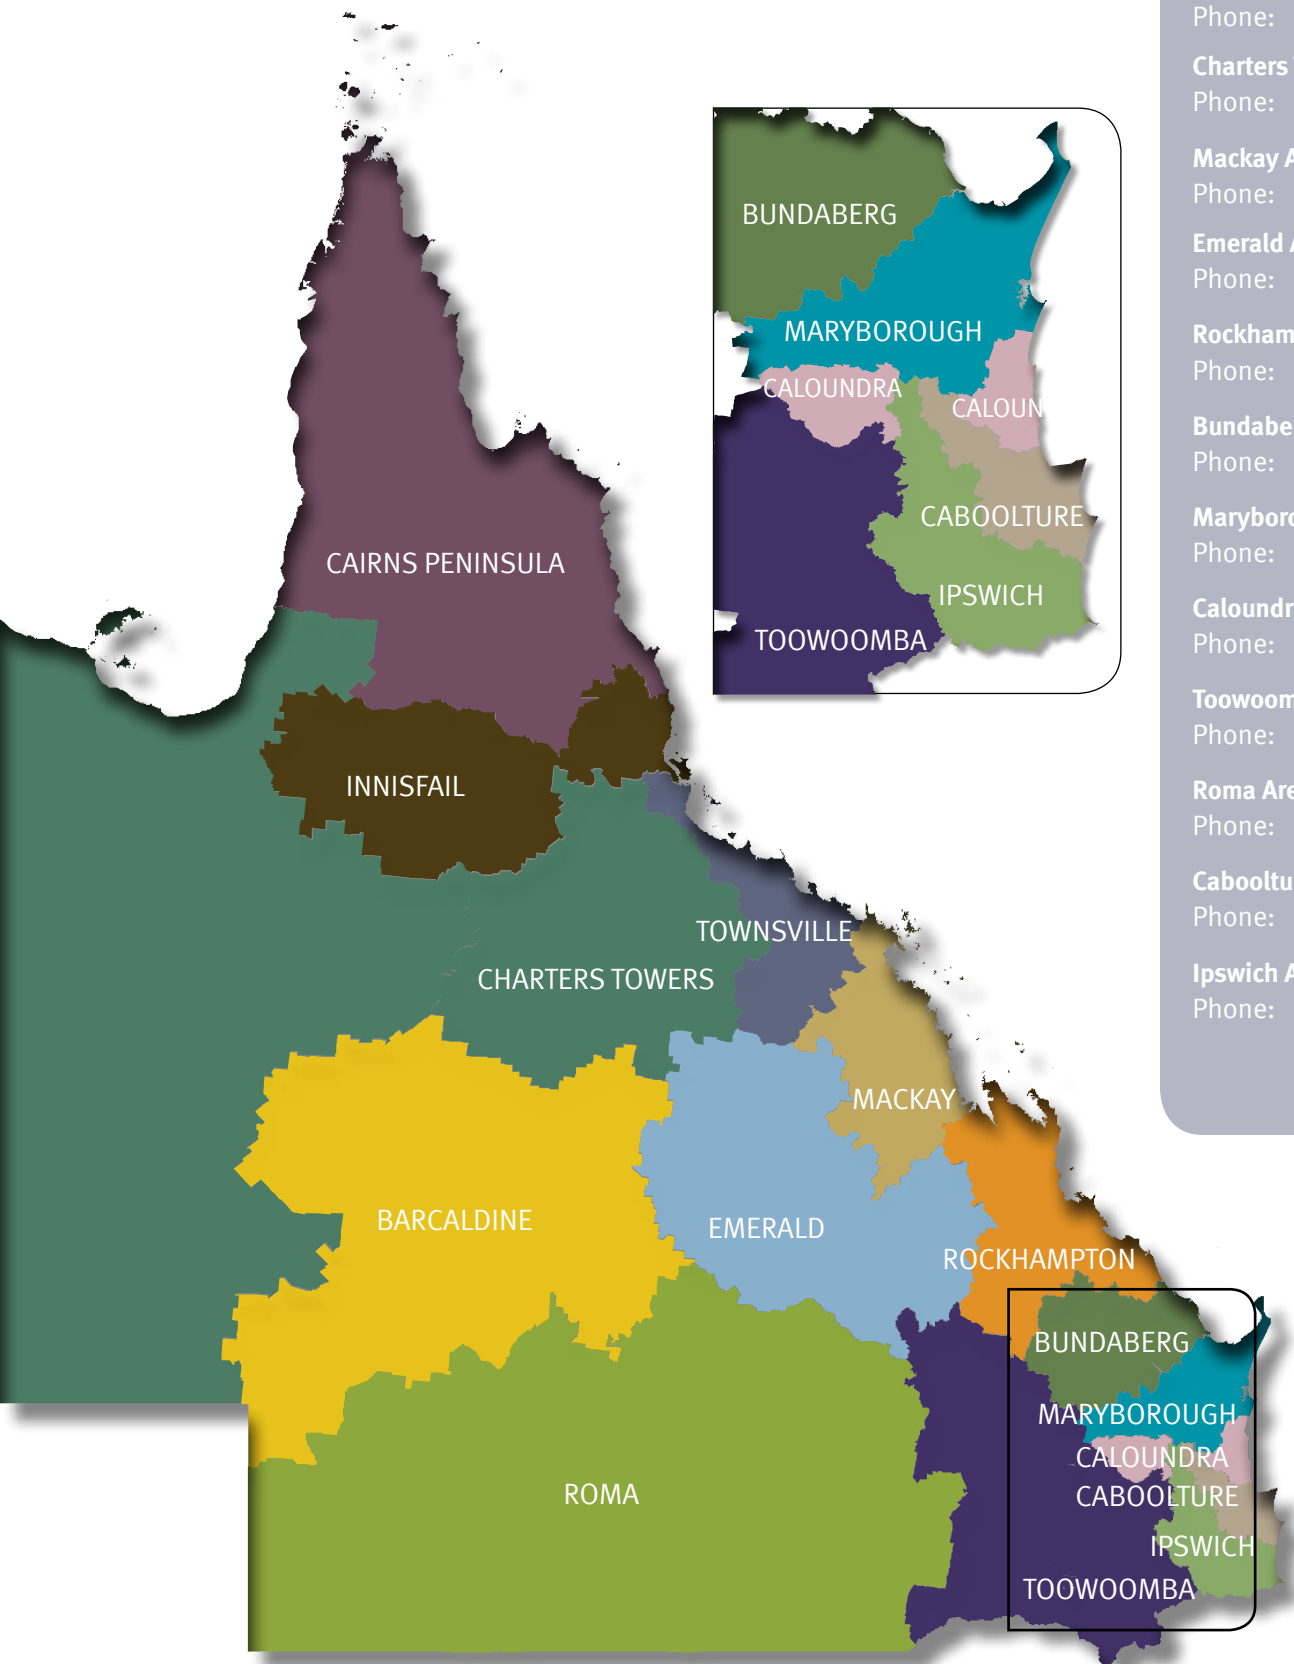 CAIRNS PENINSULA
INNISFAIL
TOWNSVILLE
CHARTERS TOWERS
MACKAY
BARCALDINE
EMERALD
ROCKHAMPTON
BUNDABERG
MARYBOROUGH
CALOUNDRA
CABOOLTURE
ROMA
IPSWICH
TOOWOOMBA
BUNDABERG
MARYBOROUGH
CALOUNDRA
CALOUN
CABOOLTURE
IPSWICH
TOOWOOMBA
Phone:
Charters
Phone:
Mackay A
Phone:
Emerald A
Phone:
Rockham
Phone:
Bundabe
Phone:
Maryboro
Phone:
Caloundr
Phone:
Toowoom
Phone:
Roma Are
Phone:
Cabooltu
Phone:
Ipswich A
Phone: